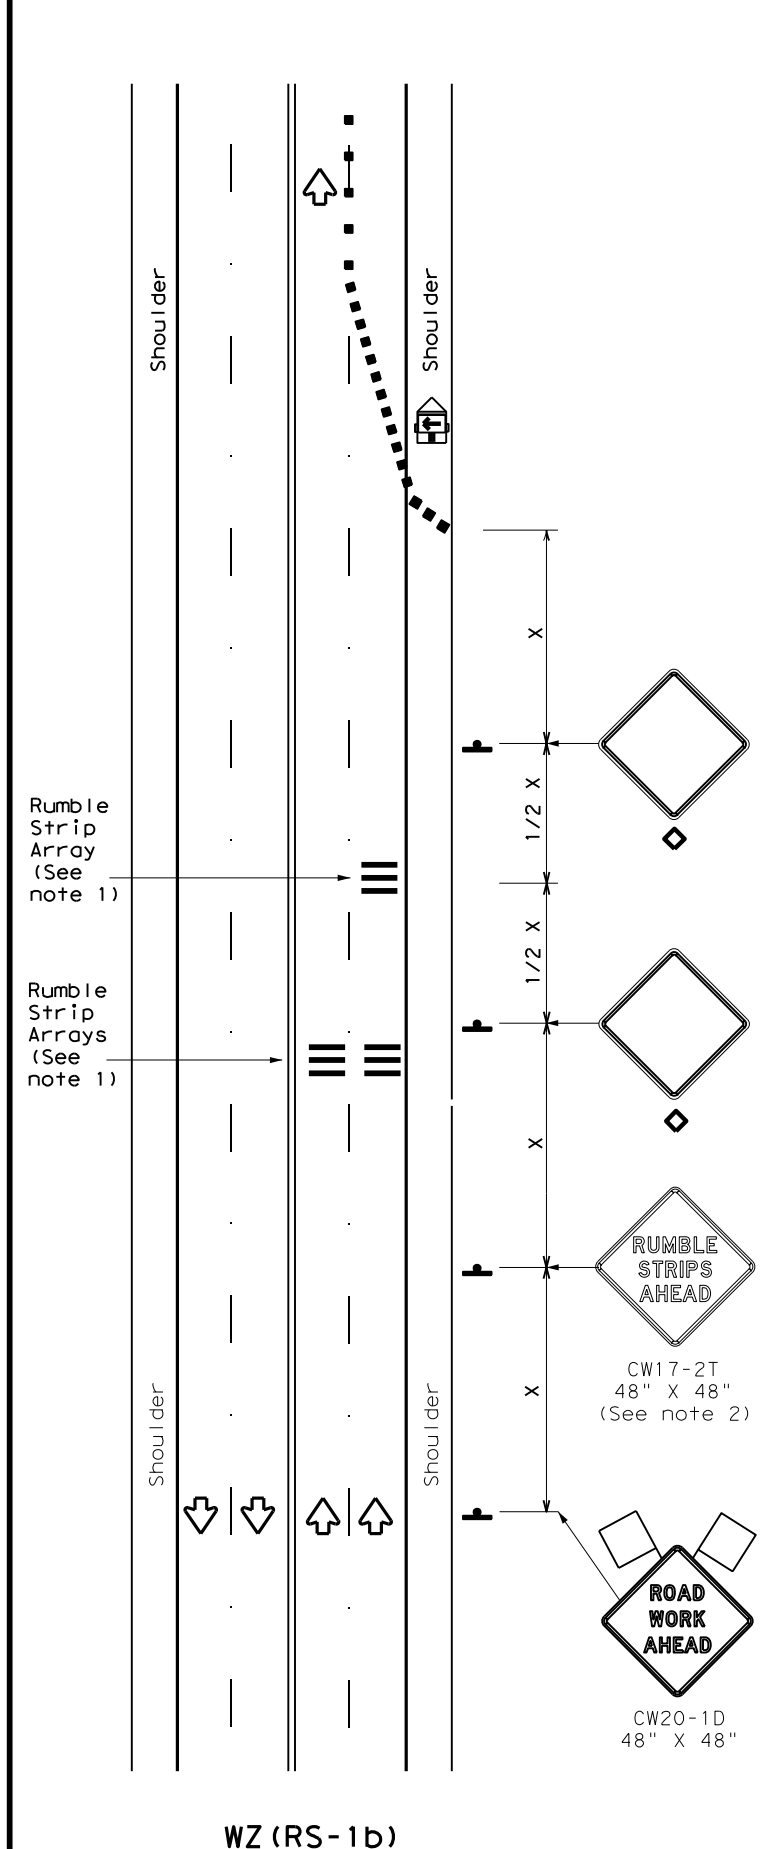 Shoulder
Shoulder
X
1/2 X
Rumble
Strip
Array
(See
note 1)
1/2 X
Rumble
Strip
Arrays
(See
note 1)
X
RUMBLE
STRIPS
AHEAD
CW17-2T
48" X 48"
(See note 2)
X
Shoulder
Shoulder
ROAD
WORK
AHEAD
CW20-1D
48" X 48"
WZ(RS-1b)